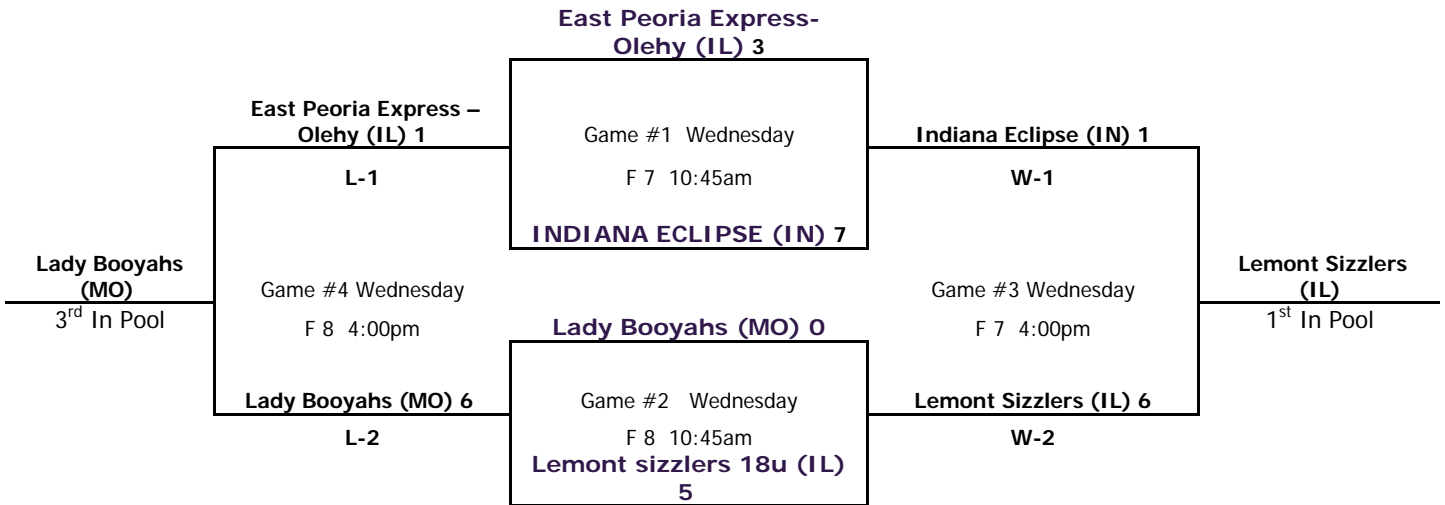 East Peoria Express-
Olehy (IL) 3
East Peoria Express –
Olehy (IL) 1
Game #1 Wednesday
Indiana Eclipse (IN) 1
L-1
F 7 10:45am
W-1
INDIANA ECLIPSE (IN) 7
Lady Booyahs
(MO)
3rd In Pool
Game #4 Wednesday
F 8 4:00pm
Game #3 Wednesday
F 7 4:00pm
Lemont Sizzlers
(IL)
1st In Pool
Lady Booyahs (MO) 0
Lady Booyahs (MO) 6
Game #2 Wednesday
Lemont Sizzlers (IL) 6
L-2
F 8 10:45am
W-2
Lemont sizzlers 18u (IL)
5